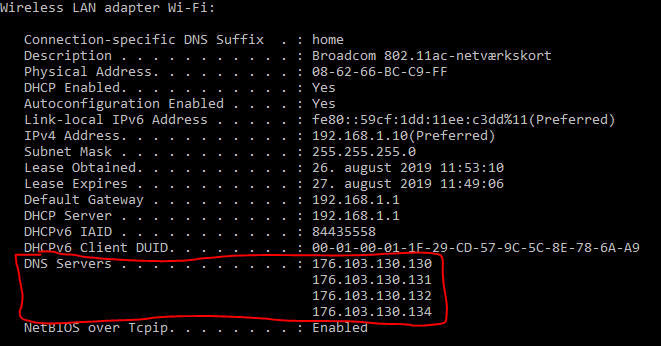 Wireless LAN adapter Wi-Fi:
Connection-specific DNS Suffix  . : home
Description . . . . . . . . . . . : Broadcom 802.11ac-netværkskort
Physical Address. . . . . . . . . : 08-62-66-BC-C9-FF
DHCP Enabled. . . . . . . . . . . : Yes
Autoconfiguration Enabled . . . . : Yes
Link-local IPv6 Address . . . . . : fe80::59cf:1dd:11ee:c3dd%11(Preferred)
IPv4 Address. . . . . . . . . . . : 192.168.1.10(Preferred)
Subnet Mask . . . . . . . . . . . : 255.255.255.0
Lease Obtained. . . . . . . . . . : 26. august 2019 11:53:10
Lease Expires . . . . . . . . . . : 27. august 2019 11:49:06
Default Gateway . . . . . . . . . : 192.168.1.1
DHCP Server . . . . . . . . . . . : 192.168.1.1
DHCPv6 IAID . . . . . . . . . . . : 84435558
DHCPv6 Client DUID. . . . . . . . : 00-01-00-01-1F-29-CD-57-9C-5C-8E-78-6A-A9
DNS Servers . . . . . . . . . . . : 176.103.130.130
176.103.130.131
176.103.130.132
176.103.130.134
NetBIOS over Tcpip. . . . . . . . : Enabled